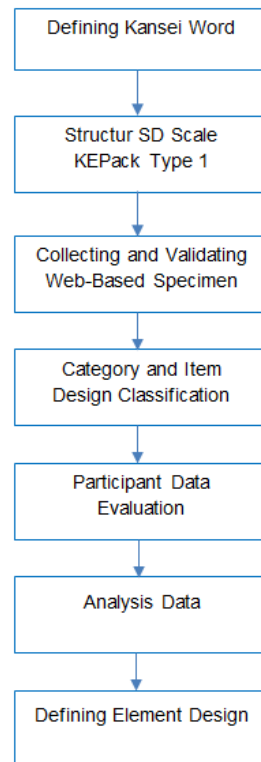 Defining Kansei Word
Structur SD Scale
KEPack Type 1
Collecting and Validating
Web-Based Specimen
Category and Item
Design Classification
Participant Data
Evaluation
Analysis Data
Defining Element Design